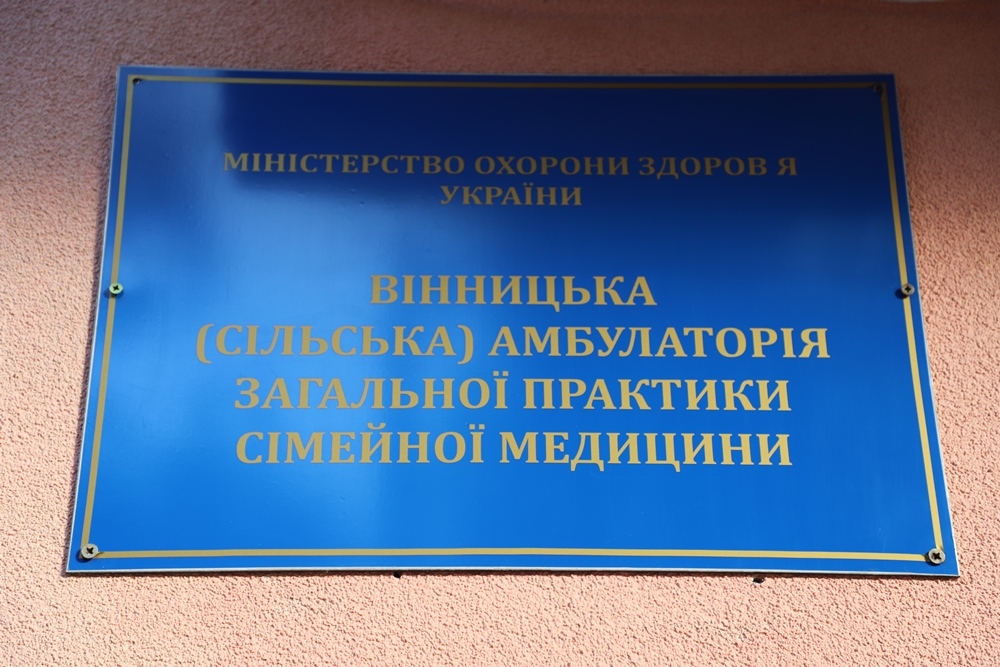 МІНІСТЕРСТВО ОХОРОНИ ЗДОРОВ Я
УКРАЇНИ
ВІННИЦЬКА
(СІЛЬСЬКА) АМБУЛАТОРІЯ
ЗАГАЛЬНОЇ ПРАКТИКИ
СІМЕЙНОЇ МЕДИЦИНИ